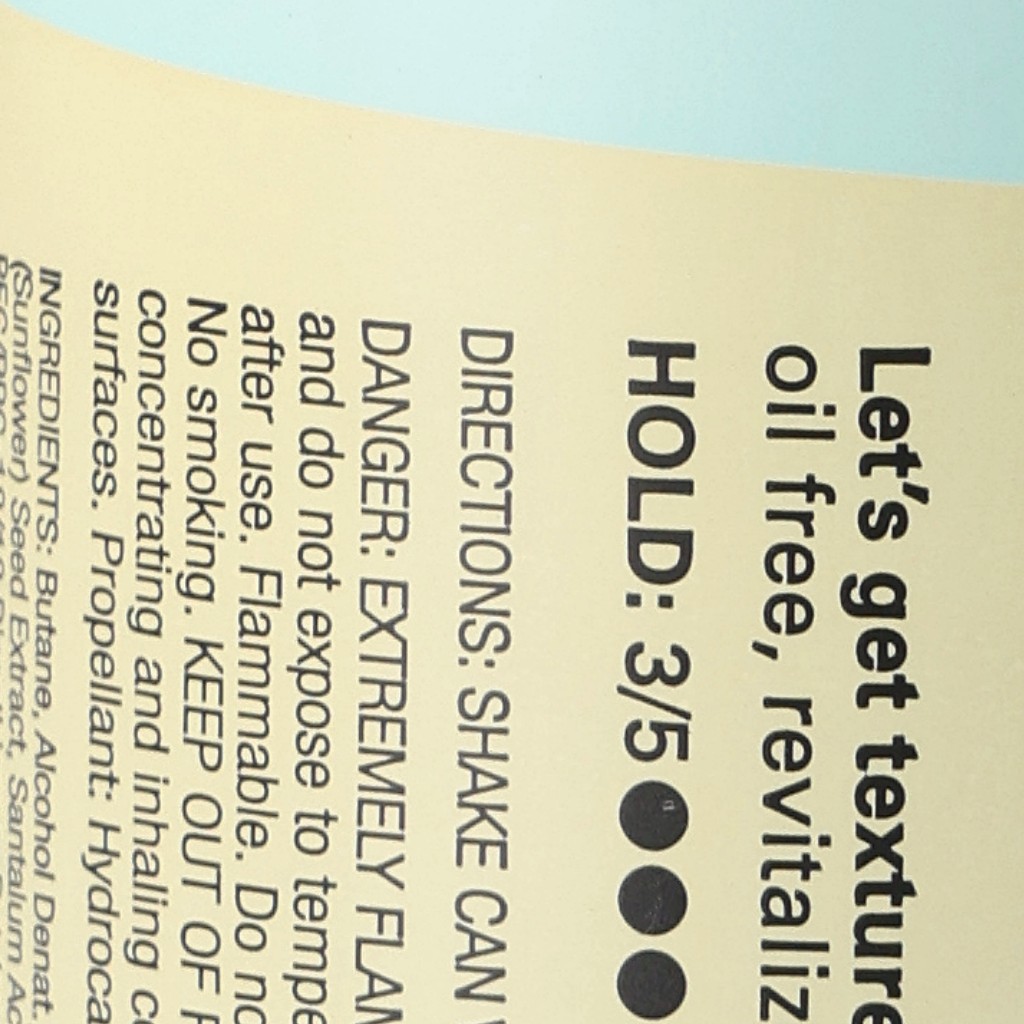 Let's get texture
oil free, revitaliz
HOLD: 3/5
DIRECTIONS: SHAKE CAN
DANGER: EXTREMELY FLAM
and do not expose to tempe
after use. Flammable. Do no
No smoking. KEEP OUT OF
concentrating and inhaling co
surfaces. Propellant: Hydroca
INGREDIENTS: Butane, Alcohol Denat.
(Sunflower) Seed Extract, Santalum Ac